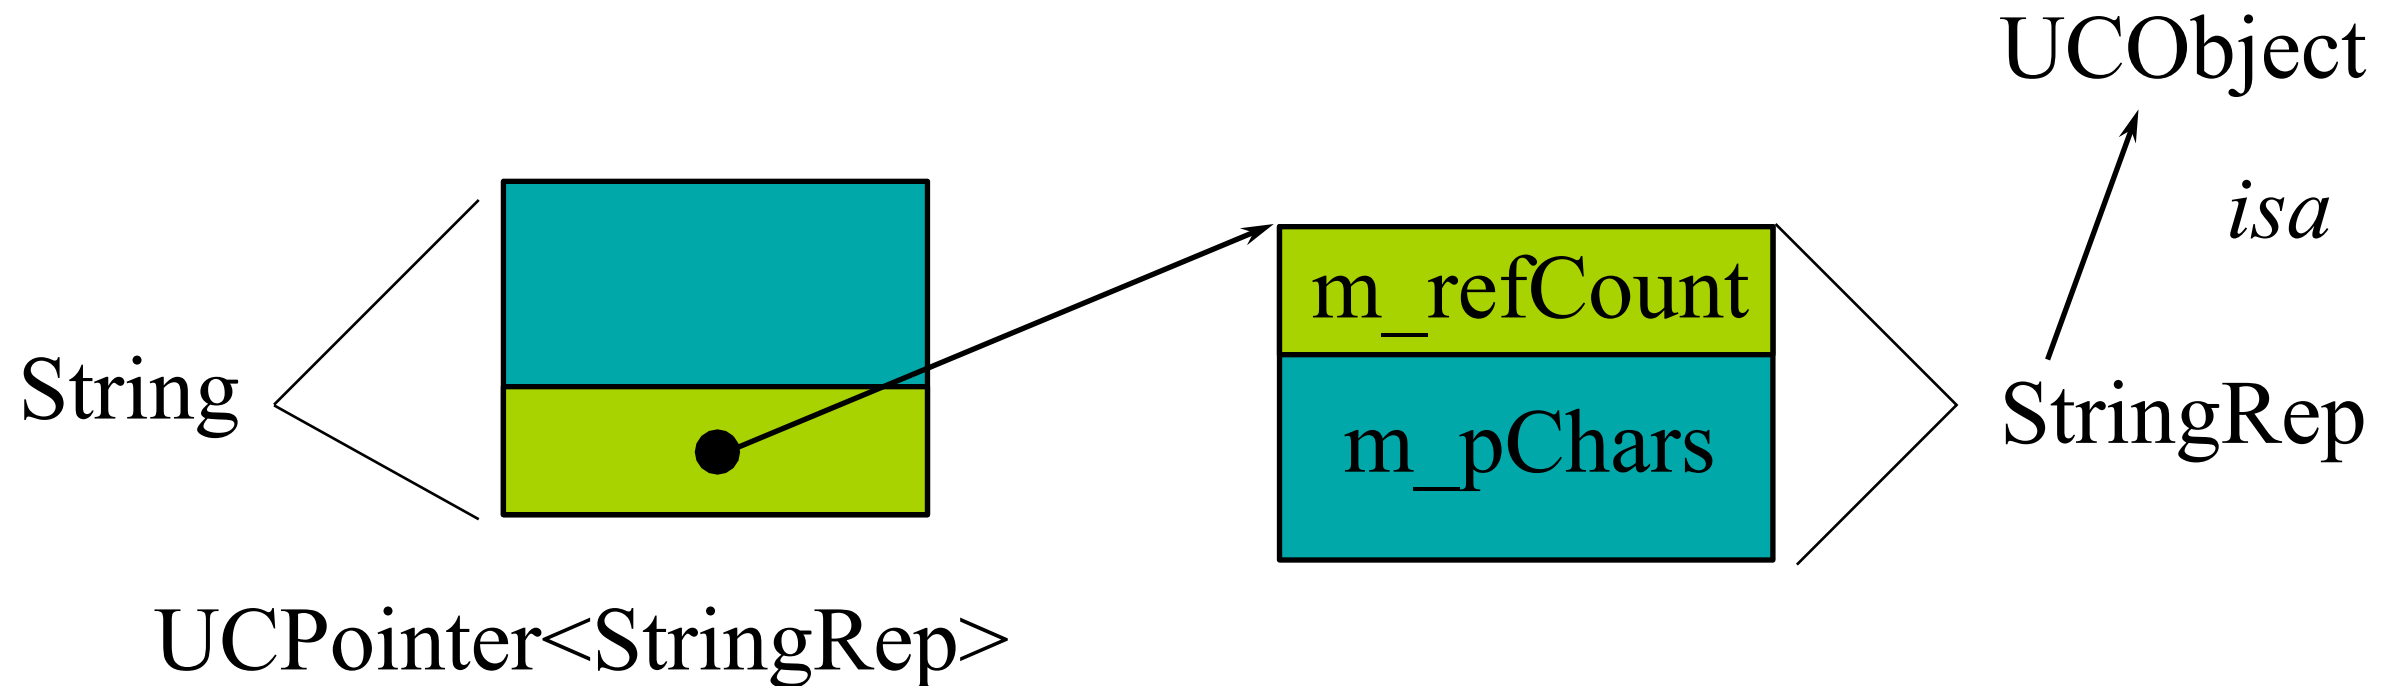 UCObject
isa
m_refCount
String
StringRep
m_pChars
UCPointer<StringRep>